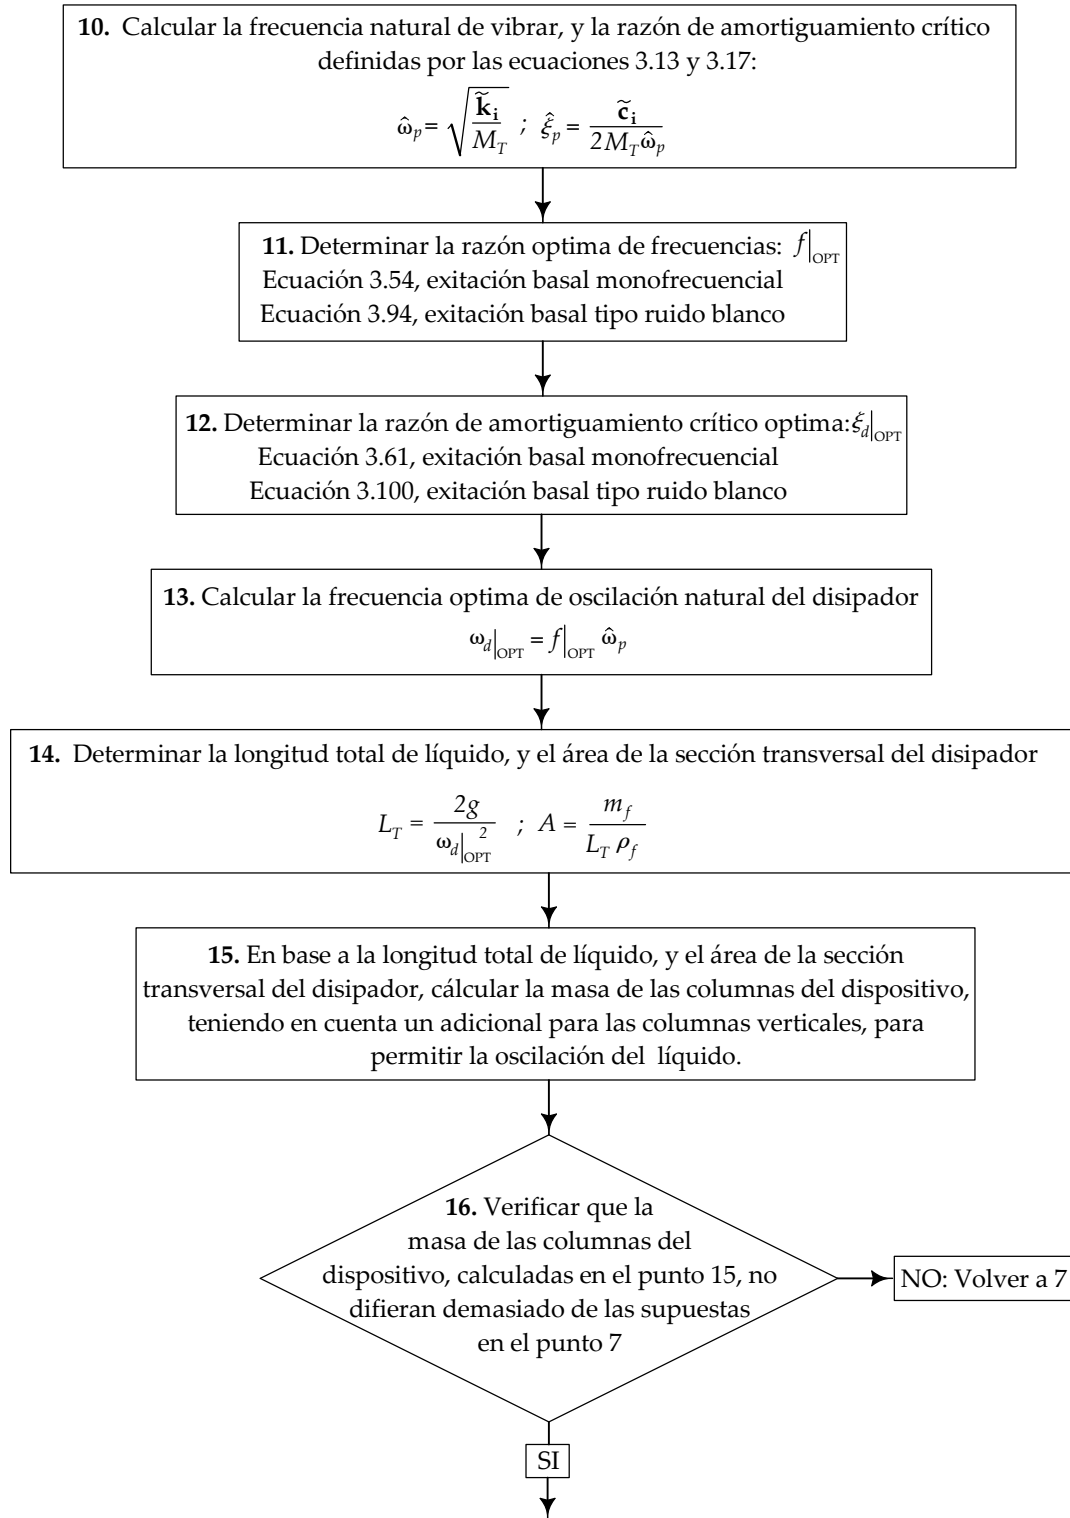 10. Calcular la frecuencia natural de vibrar, y la razón de amortiguamiento crítico
definidas por las ecuaciones 3.13 y 3.17:
ω̂ₚ = √(k̃ᵢ / M_T) ; ξ̂ₚ = c̃ᵢ / (2M_T ω̂ₚ)
11. Determinar la razón optima de frecuencias: f|OPT
Ecuación 3.54, exitación basal monofrecuencial
Ecuación 3.94, exitación basal tipo ruido blanco
12. Determinar la razón de amortiguamiento crítico optima: ξd|OPT
Ecuación 3.61, exitación basal monofrecuencial
Ecuación 3.100, exitación basal tipo ruido blanco
13. Calcular la frecuencia optima de oscilación natural del disipador
ωd|OPT = f|OPT ω̂ₚ
14. Determinar la longitud total de líquido, y el área de la sección transversal del disipador
L_T = 2g / ωd|OPT² ; A = m_f / (L_T ρ_f)
15. En base a la longitud total de líquido, y el área de la sección
transversal del disipador, cálcular la masa de las columnas del dispositivo,
teniendo en cuenta un adicional para las columnas verticales, para
permitir la oscilación del líquido.
16. Verificar que la
masa de las columnas del
dispositivo, calculadas en el punto 15, no
difieran demasiado de las supuestas
en el punto 7
NO: Volver a 7
SI